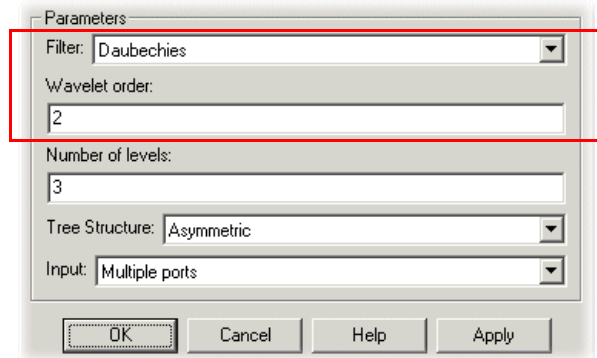 Parameters
Filter: Daubechies
Wavelet order:
2
Number of levels:
3
Tree Structure: Asymmetric
Input: Multiple ports
OK Cancel Help Apply